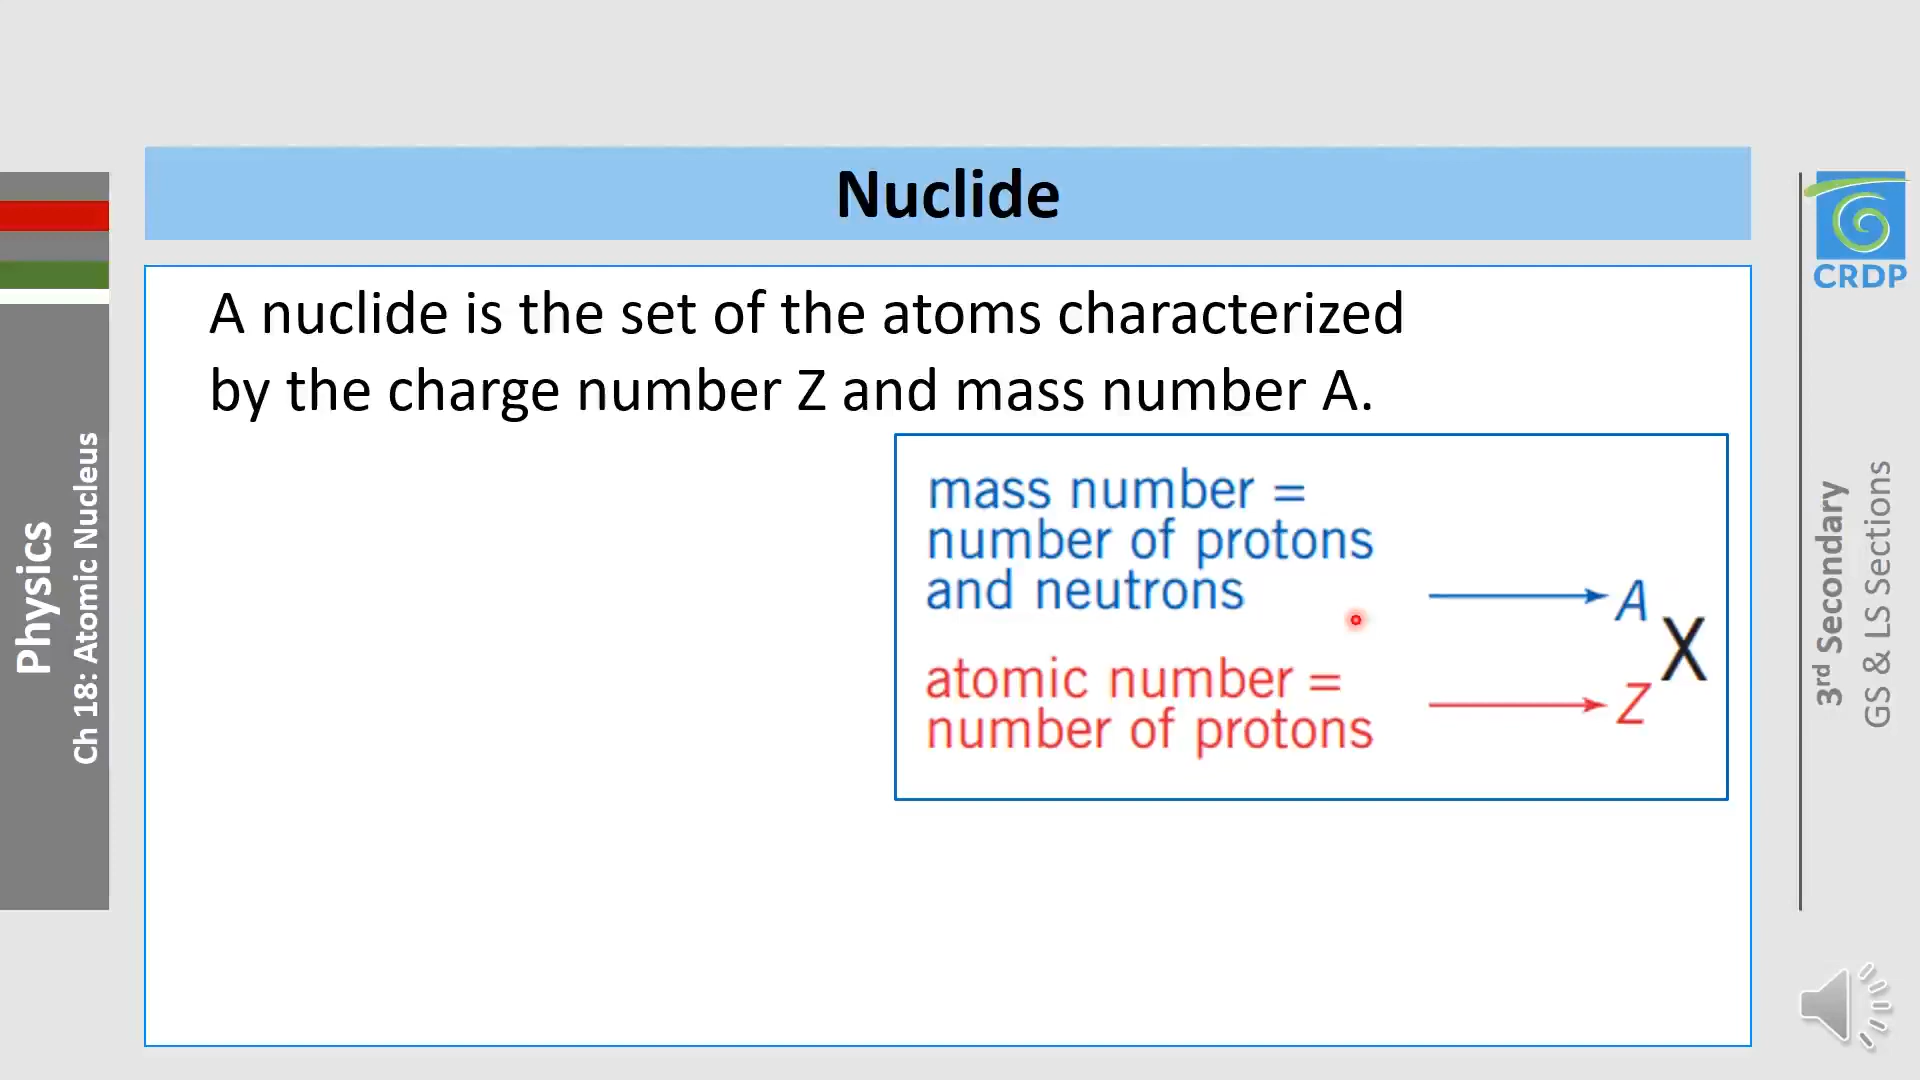 Nuclide
A nuclide is the set of the atoms characterized
by the charge number Z and mass number A.
mass number =
number of protons
and neutrons
A
X
atomic number =
number of protons
Z
Physics
Ch 18: Atomic Nucleus
CRDP
3rd Secondary
GS & LS Sections